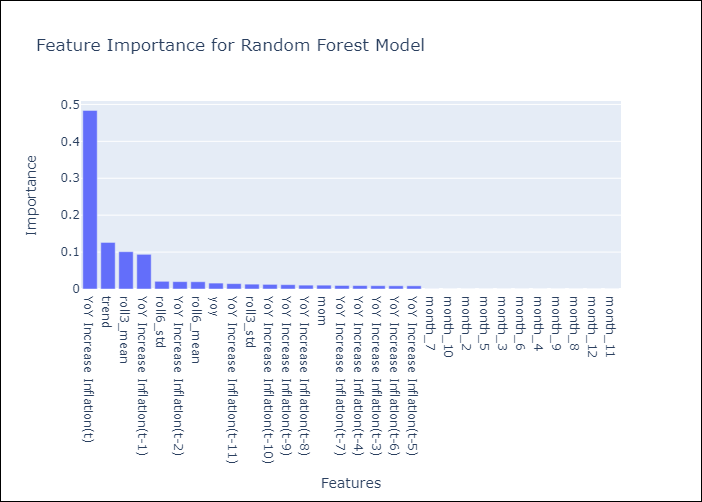 Feature Importance for Random Forest Model
0.5
0.4
0.3
0.2
0.1
0
Importance
YoY Increase Inflation(t)
trend
roll3_mean
YoY Increase Inflation(t-1)
roll6_std
YoY Increase Inflation(t-2)
roll6_mean
yoy
YoY Increase Inflation(t-11)
roll3_std
YoY Increase Inflation(t-10)
YoY Increase Inflation(t-9)
YoY Increase Inflation(t-8)
mom
YoY Increase Inflation(t-7)
YoY Increase Inflation(t-4)
YoY Increase Inflation(t-3)
YoY Increase Inflation(t-6)
YoY Increase Inflation(t-5)
month_7
month_10
month_2
month_5
month_3
month_6
month_4
month_9
month_8
month_12
month_11
Features